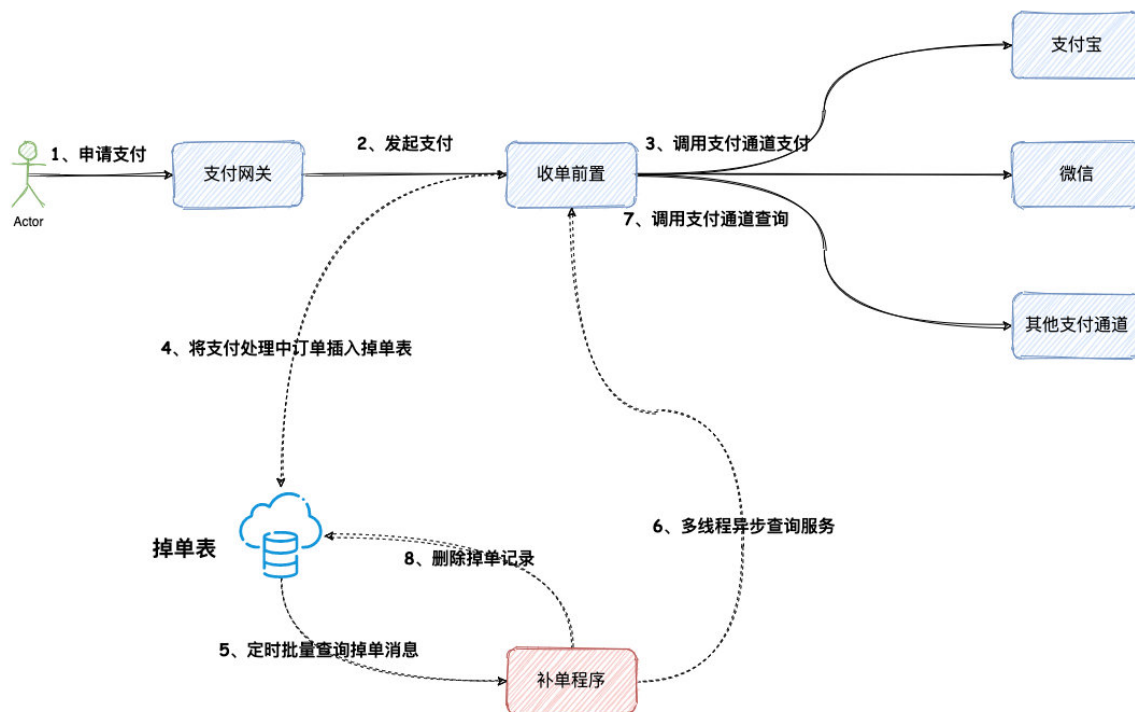 支付宝
1、申请支付
2、发起支付
3、调用支付通道支付
支付网关
收单前置
微信
Actor
7、调用支付通道查询
其他支付通道
4、将支付处理中订单插入掉单表
掉单表
6、多线程异步查询服务
8、删除掉单记录
5、定时批量查询掉单消息
补单程序